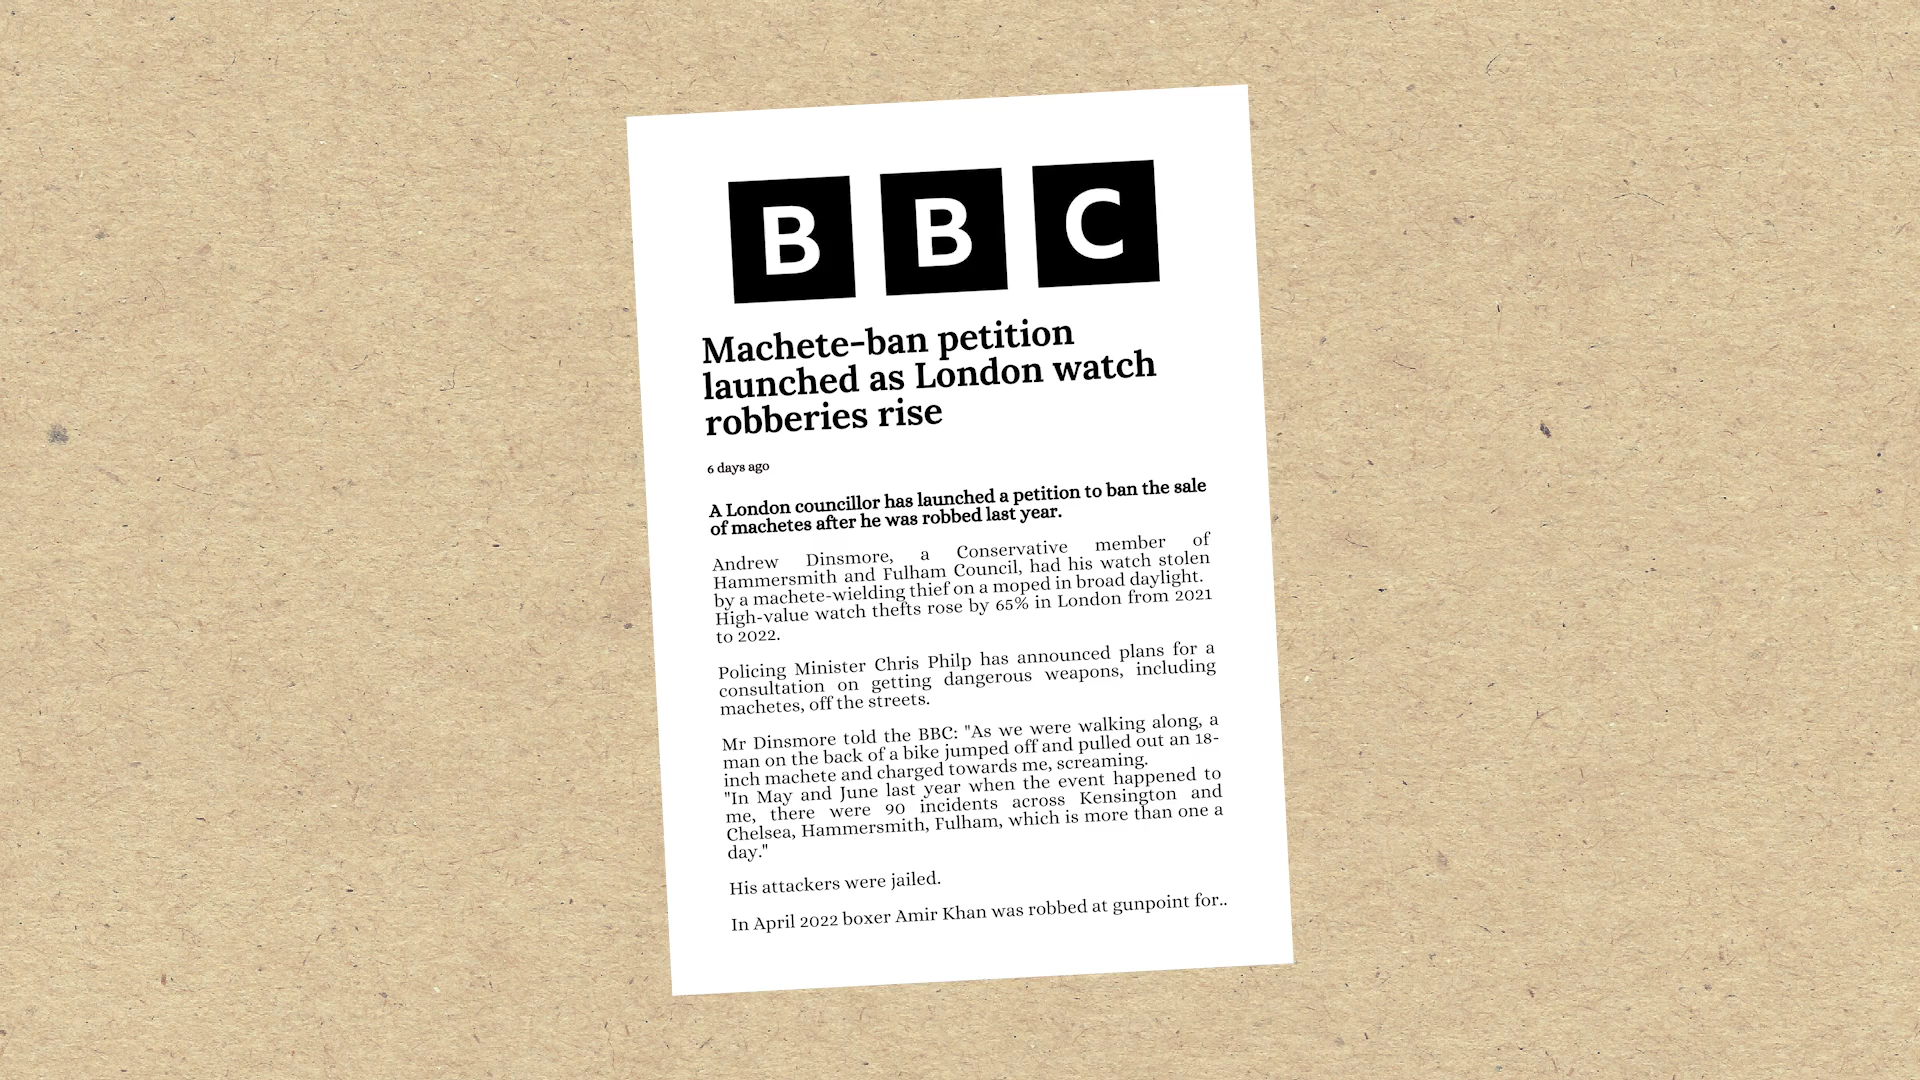 BBC
Machete-ban petition
launched as London watch
robberies rise
6 days ago
A London councillor has launched a petition to ban the sale
of machetes after he was robbed last year.
Andrew Dinsmore, a Conservative member of
Hammersmith and Fulham Council, had his watch stolen
by a machete-wielding thief on a moped in broad daylight.
High-value watch thefts rose by 65% in London from 2021
to 2022.
Policing Minister Chris Philp has announced plans for a
consultation on getting dangerous weapons, including
machetes, off the streets.
Mr Dinsmore told the BBC: "As we were walking along, a
man on the back of a bike jumped off and pulled out an 18-
inch machete and charged towards me, screaming.
"In May and June last year when the event happened to
me, there were 90 incidents across Kensington and
Chelsea, Hammersmith, Fulham, which is more than one a
day."
His attackers were jailed.
In April 2022 boxer Amir Khan was robbed at gunpoint for..